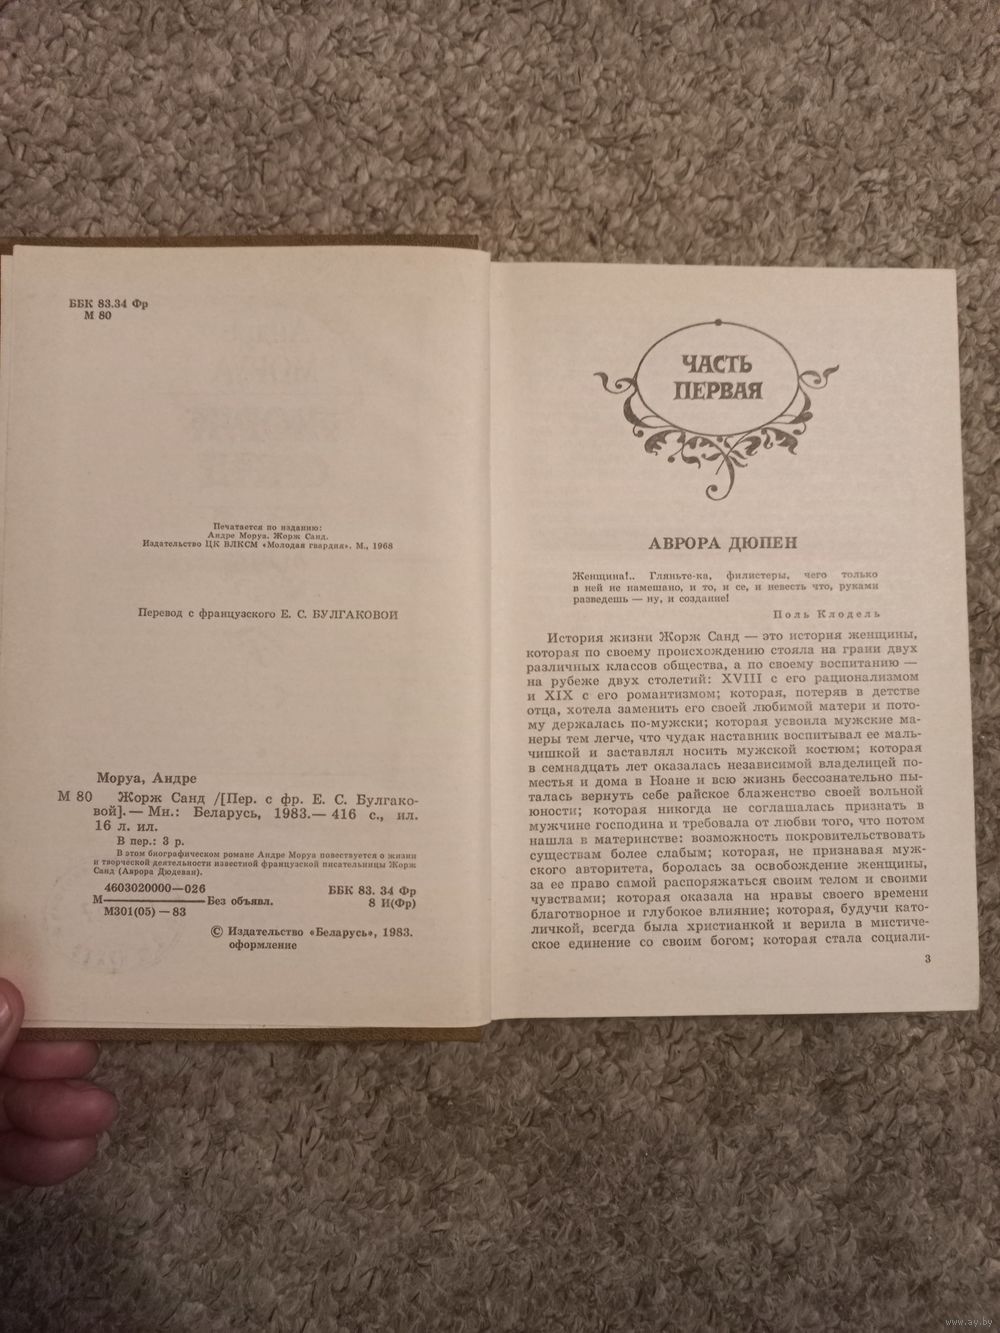 ББК 83.34 Фр
М 80
Печатается по изданию:
Андре Моруа. Жорж Санд.
Издательство ЦК ВЛКСМ «Молодая гвардия». М., 1968
Перевод с французского Е. С. БУЛГАКОВОЙ
Моруа, Андре
М 80 Жорж Санд /[Пер. с фр. Е. С. Булгако-
вой]. — Мн.: Беларусь, 1983. — 416 с., ил.
16 л. ил.
В пер.: 3 р.
В этом биографическом романе Андре Моруа повествуется о жизни
и творческой деятельности известной французской писательницы Жорж
Санд (Аврора Дюдеван).
4603020000—026
М————Без объявл.
М301(05) — 83
ББК 83. 34 Фр
8 И(Фр)
© Издательство «Беларусь», 1983.
оформление
ЧАСТЬ
ПЕРВАЯ
АВРОРА ДЮПЕН
Женщина!.. Гляньте-ка, филистеры, чего только
в ней не намешано, и то, и се, и невесть что, руками
разведешь — ну, и создание!
Поль Клодель
История жизни Жорж Санд — это история женщины,
которая по своему происхождению стояла на грани двух
различных классов общества, а по своему воспитанию —
на рубеже двух столетий: XVIII с его рационализмом
и XIX с его романтизмом; которая, потеряв в детстве
отца, хотела заменить его своей любимой матери и пото-
му держалась по-мужски; которая усвоила мужские ма-
неры тем легче, что чудак наставник воспитывал ее маль-
чишкой и заставлял носить мужской костюм; которая
в семнадцать лет оказалась независимой владелицей по-
местья и дома в Ноане и всю жизнь бессознательно пы-
талась вернуть себе райское блаженство своей вольной
юности; которая никогда не соглашалась признать в
мужчине господина и требовала от любви того, что потом
нашла в материнстве: возможность покровительствовать
существам более слабым; которая, не признавая муж-
ского авторитета, боролась за освобождение женщины,
за ее право самой распоряжаться своим телом и своими
чувствами; которая оказала на нравы своего времени
благотворное и глубокое влияние; которая, будучи като-
личкой, всегда была христианкой и верила в мистиче-
ское единение со своим богом; которая стала социали-
3
www.ay.by